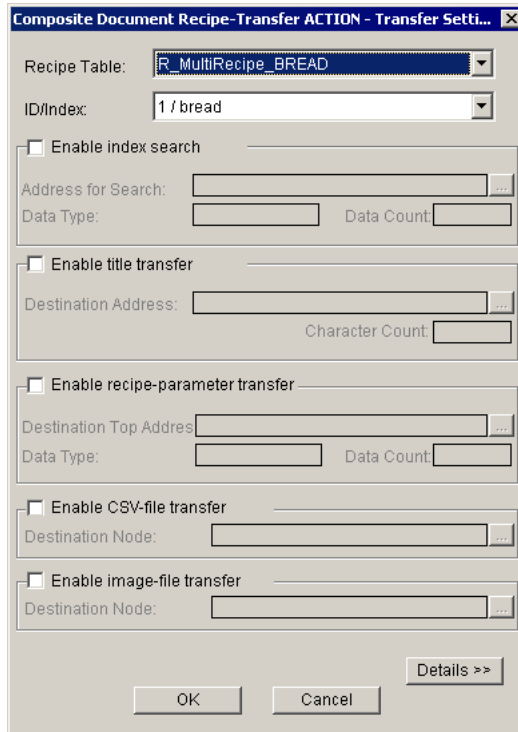 Composite Document Recipe-Transfer ACTION - Transfer Setti...
Recipe Table: R_MultiRecipe_BREAD
ID/Index: 1 / bread
Enable index search
Address for Search: ...
Data Type: Data Count:
Enable title transfer
Destination Address: ...
Character Count:
Enable recipe-parameter transfer
Destination Top Addres ...
Data Type: Data Count:
Enable CSV-file transfer
Destination Node: ...
Enable image-file transfer
Destination Node: ...
Details >>
OK Cancel